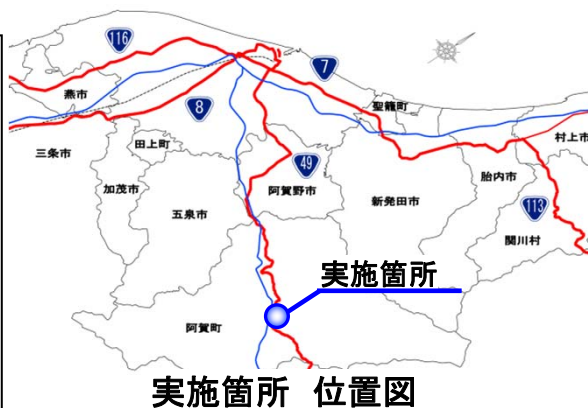 116
7
燕市
8
聖籠町
三条市
田上町
49
村上市
加茂市
阿賀野市
新発田市
胎内市
五泉市
113
関川村
実施箇所
阿賀町
実施箇所 位置図